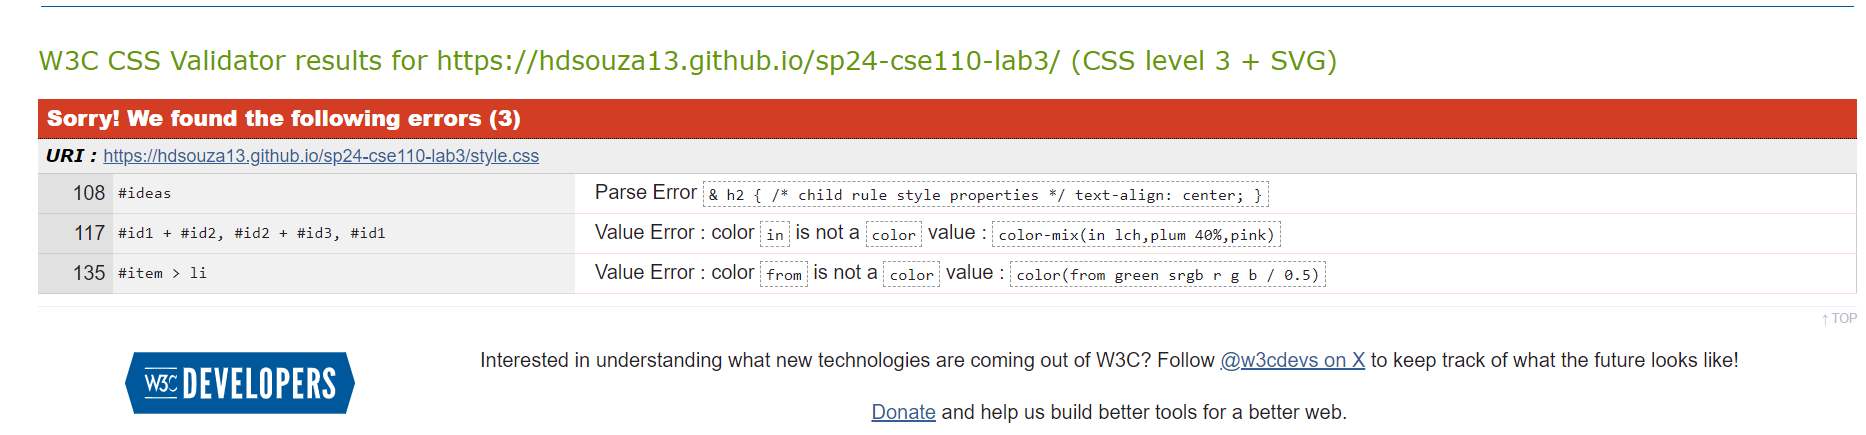 W3C CSS Validator results for https://hdsouza13.github.io/sp24-cse110-lab3/ (CSS level 3 + SVG)
Sorry! We found the following errors (3)
URI : https://hdsouza13.github.io/sp24-cse110-lab3/style.css
108 #ideas Parse Error & h2 { /* child rule style properties */ text-align: center; }
117 #id1 + #id2, #id2 + #id3, #id1 Value Error : color in is not a color value : color-mix(in lch,plum 40%,pink)
135 #item > li Value Error : color from is not a color value : color(from green srgb r g b / 0.5)
↑ TOP
W3C DEVELOPERS
Interested in understanding what new technologies are coming out of W3C? Follow @w3cdevs on X to keep track of what the future looks like!
Donate and help us build better tools for a better web.